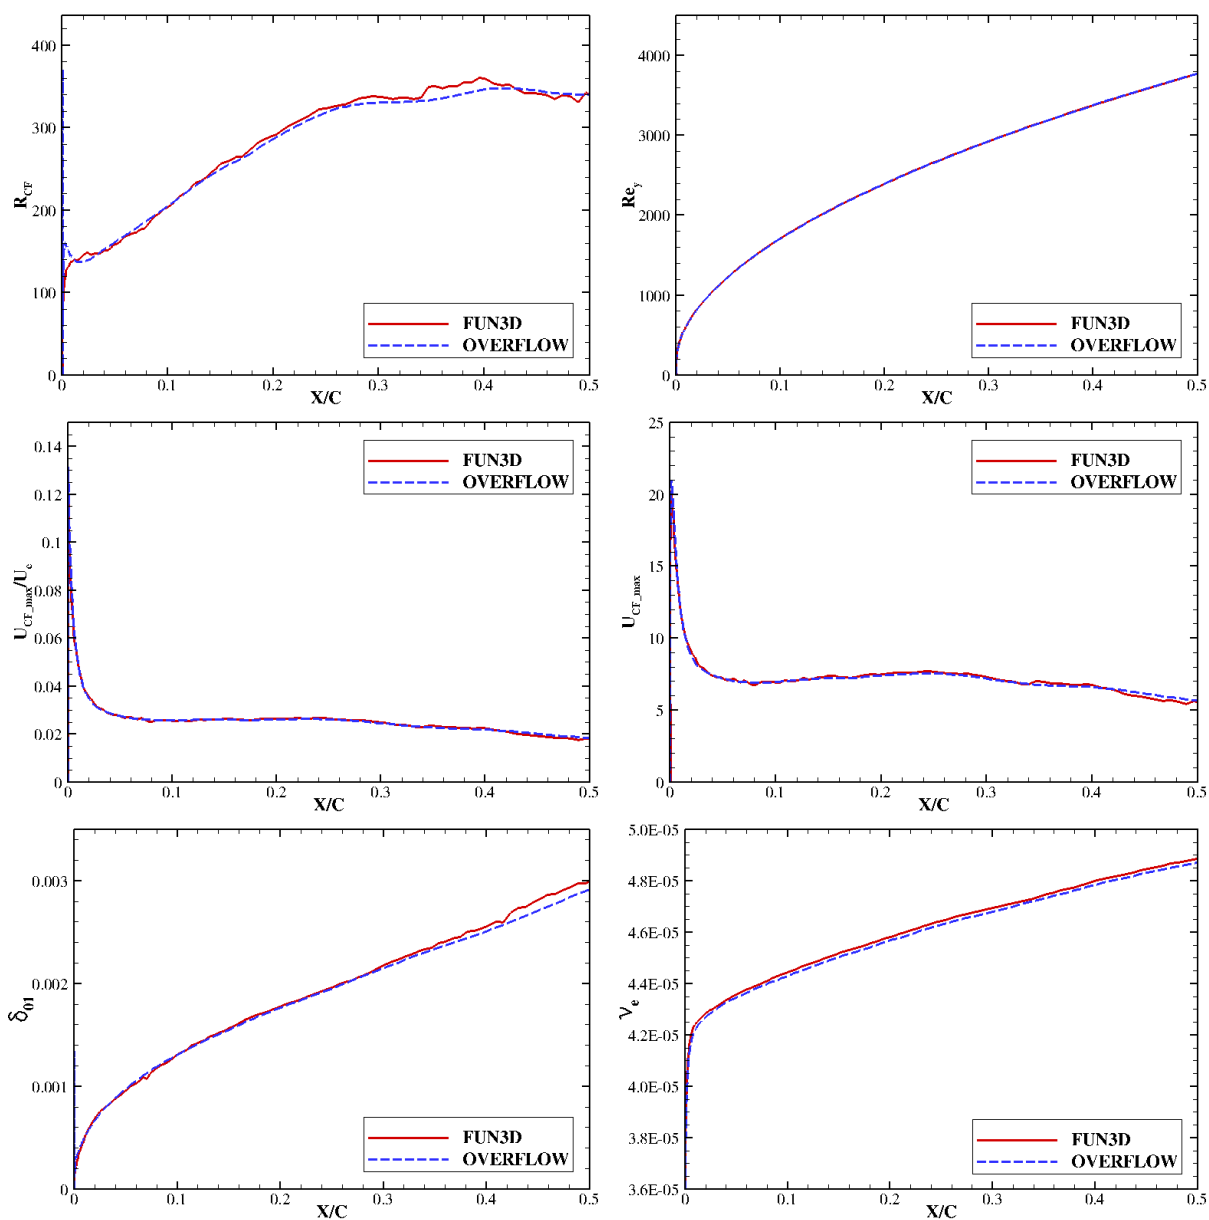 400
300
200
100
0
R_CF
0 0.1 0.2 0.3 0.4 0.5
X/C
FUN3D
OVERFLOW
4000
3000
2000
1000
0
Re_y
0 0.1 0.2 0.3 0.4 0.5
X/C
FUN3D
OVERFLOW
0.14
0.12
0.1
0.08
0.06
0.04
0.02
0
U_CF_max/U_e
0 0.1 0.2 0.3 0.4 0.5
X/C
FUN3D
OVERFLOW
25
20
15
10
5
0
U_CF_max
0 0.1 0.2 0.3 0.4 0.5
X/C
FUN3D
OVERFLOW
0.003
0.002
0.001
0
δ_01
0 0.1 0.2 0.3 0.4 0.5
X/C
FUN3D
OVERFLOW
5.0E-05
4.8E-05
4.6E-05
4.4E-05
4.2E-05
4.0E-05
3.8E-05
3.6E-05
ν_e
0 0.1 0.2 0.3 0.4 0.5
X/C
FUN3D
OVERFLOW